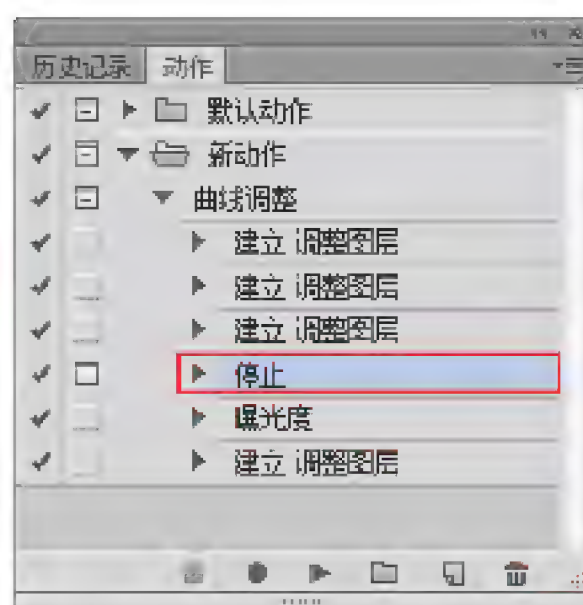 历史记录 动作
默认动作
新动作
曲线调整
建立 调整图层
建立 调整图层
建立 调整图层
停止
曝光度
建立 调整图层